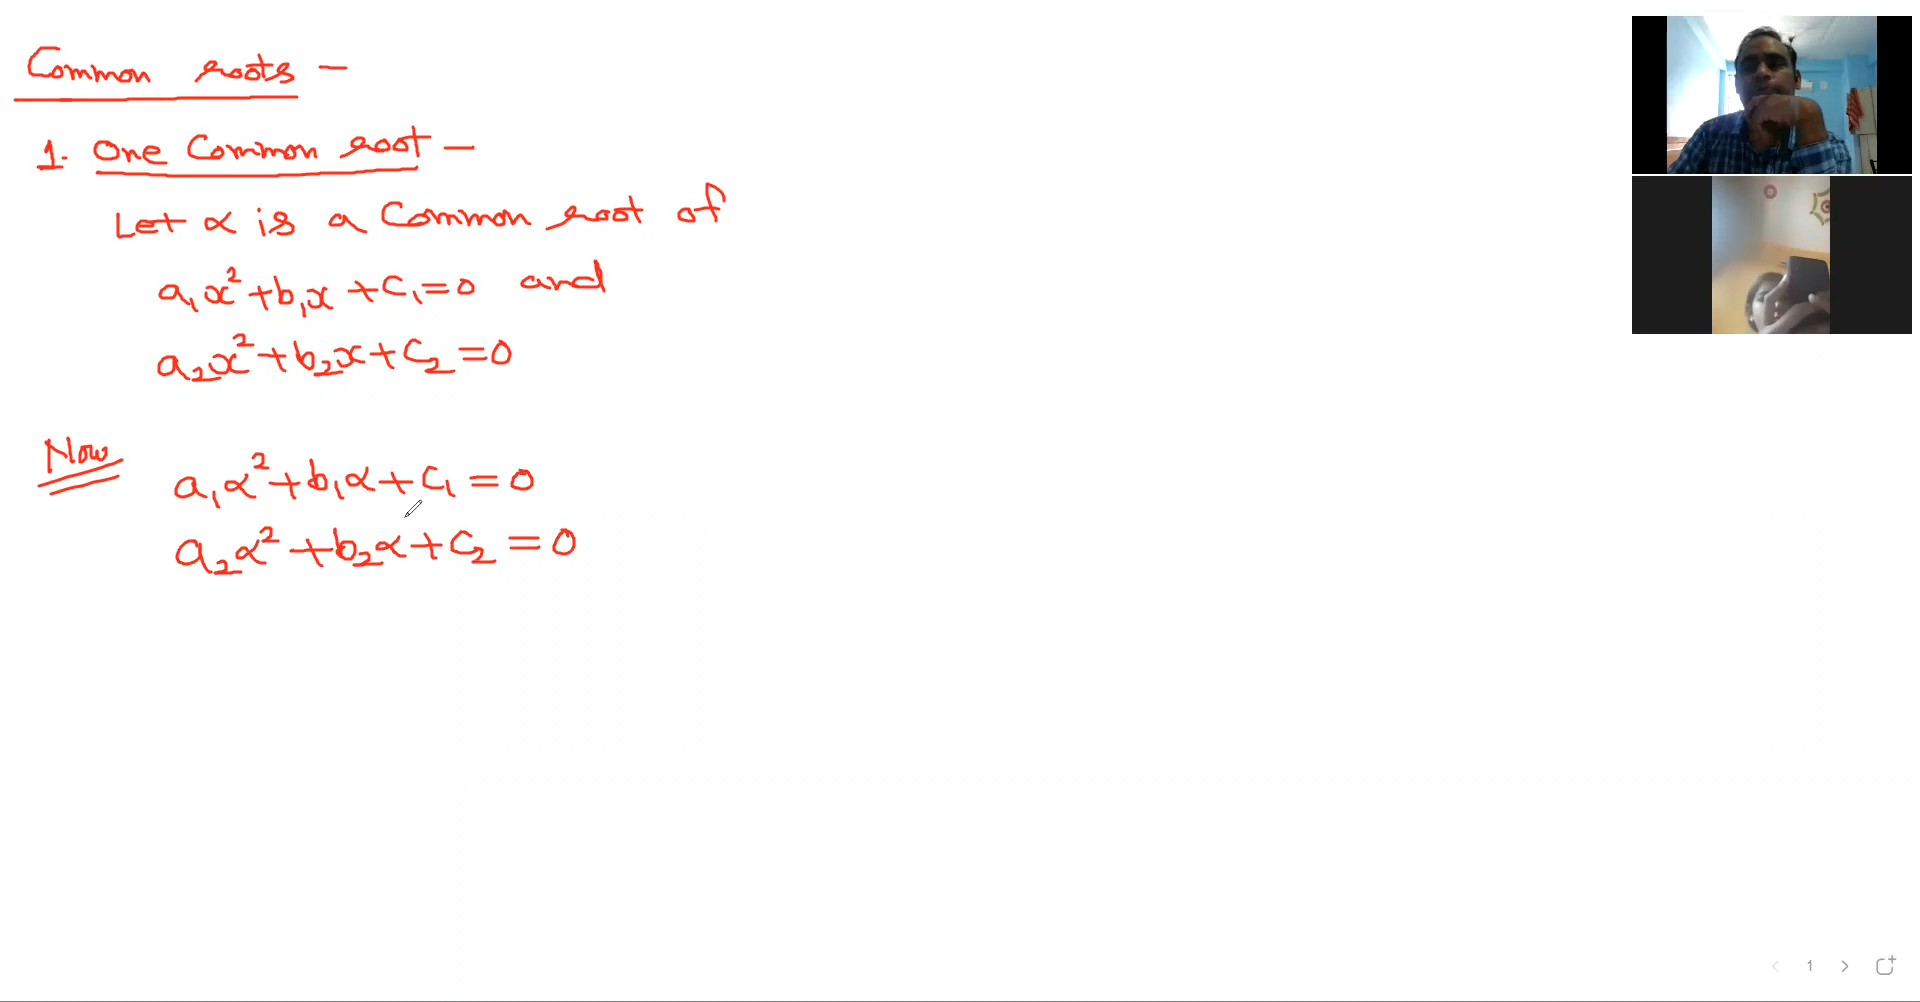 Common roots -
1. One Common root -
Let α is a Common root of
a₁x²+b₁x+c₁=0 and
a₂x²+b₂x+c₂=0
Now
a₁α²+b₁α+c₁=0
a₂α²+b₂α+c₂=0
1